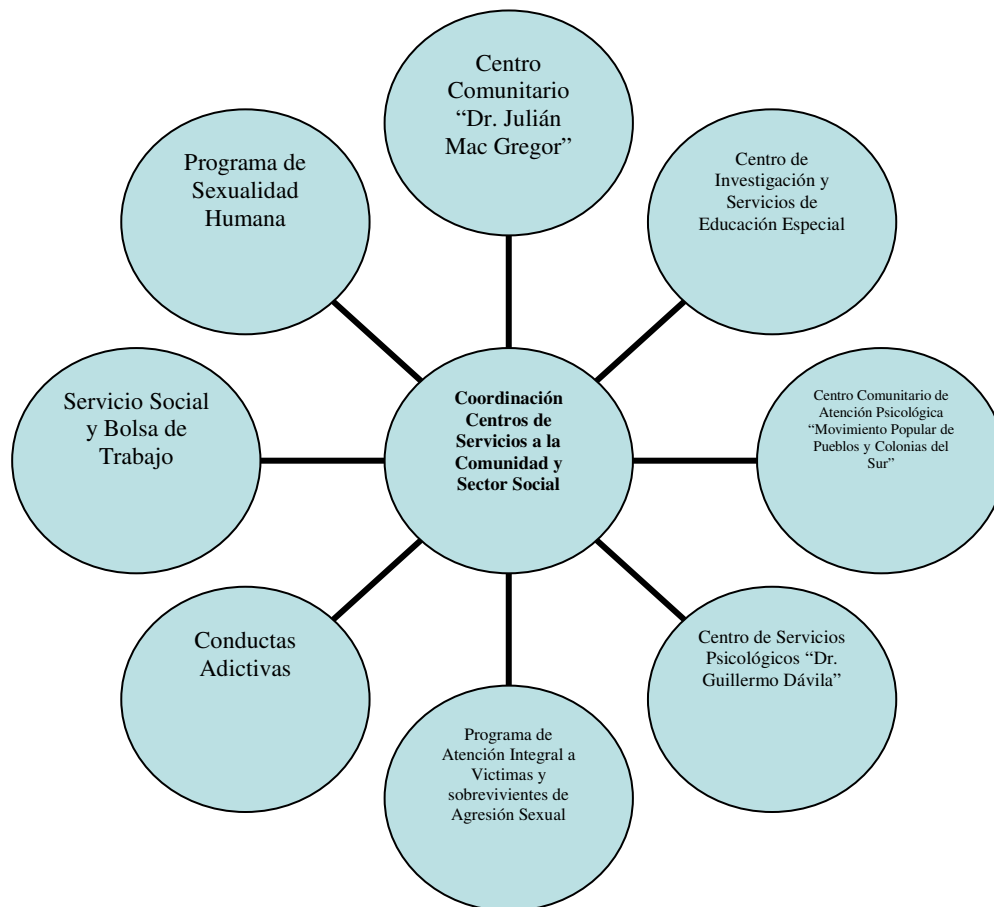 Centro
Comunitario
“Dr. Julián
Mac Gregor”
Programa de
Sexualidad
Humana
Centro de
Investigación y
Servicios de
Educación Especial
Servicio Social
y Bolsa de
Trabajo
Coordinación
Centros de
Servicios a la
Comunidad y
Sector Social
Centro Comunitario de
Atención Psicológica
“Movimiento Popular de
Pueblos y Colonias del
Sur”
Conductas
Adictivas
Centro de Servicios
Psicológicos “Dr.
Guillermo Dávila”
Programa de
Atención Integral a
Victimas y
sobrevivientes de
Agresión Sexual